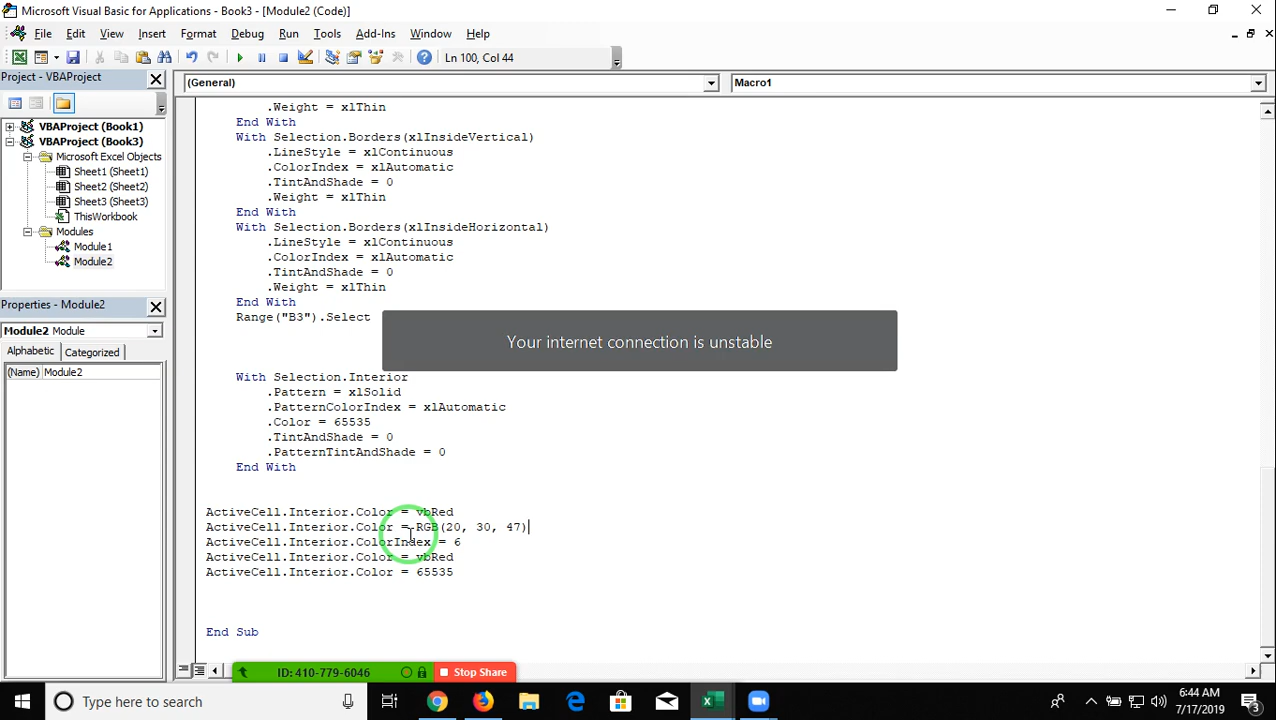 Microsoft Visual Basic for Applications - Book3 - [Module2 (Code)]
File Edit View Insert Format Debug Run Tools Add-Ins Window Help
Ln 100, Col 44
Project - VBAProject
(General)
Macro1
VBAProject (Book1)
VBAProject (Book3)
Microsoft Excel Objects
Sheet1 (Sheet1)
Sheet2 (Sheet2)
Sheet3 (Sheet3)
ThisWorkbook
Modules
Module1
Module2
Properties - Module2
Module2 Module
Alphabetic Categorized
(Name) Module2
.Weight = xlThin
End With
With Selection.Borders(xlInsideVertical)
.LineStyle = xlContinuous
.ColorIndex = xlAutomatic
.TintAndShade = 0
.Weight = xlThin
End With
With Selection.Borders(xlInsideHorizontal)
.LineStyle = xlContinuous
.ColorIndex = xlAutomatic
.TintAndShade = 0
.Weight = xlThin
End With
Range("B3").Select
Your internet connection is unstable
With Selection.Interior
.Pattern = xlSolid
.PatternColorIndex = xlAutomatic
.Color = 65535
.TintAndShade = 0
.PatternTintAndShade = 0
End With
ActiveCell.Interior.Color = vbRed
ActiveCell.Interior.Color = RGB(20, 30, 47)
ActiveCell.Interior.ColorIndex = 6
ActiveCell.Interior.Color = vbRed
ActiveCell.Interior.Color = 65535
End Sub
ID: 410-779-6046
Stop Share
Type here to search
6:44 AM
7/17/2019
3